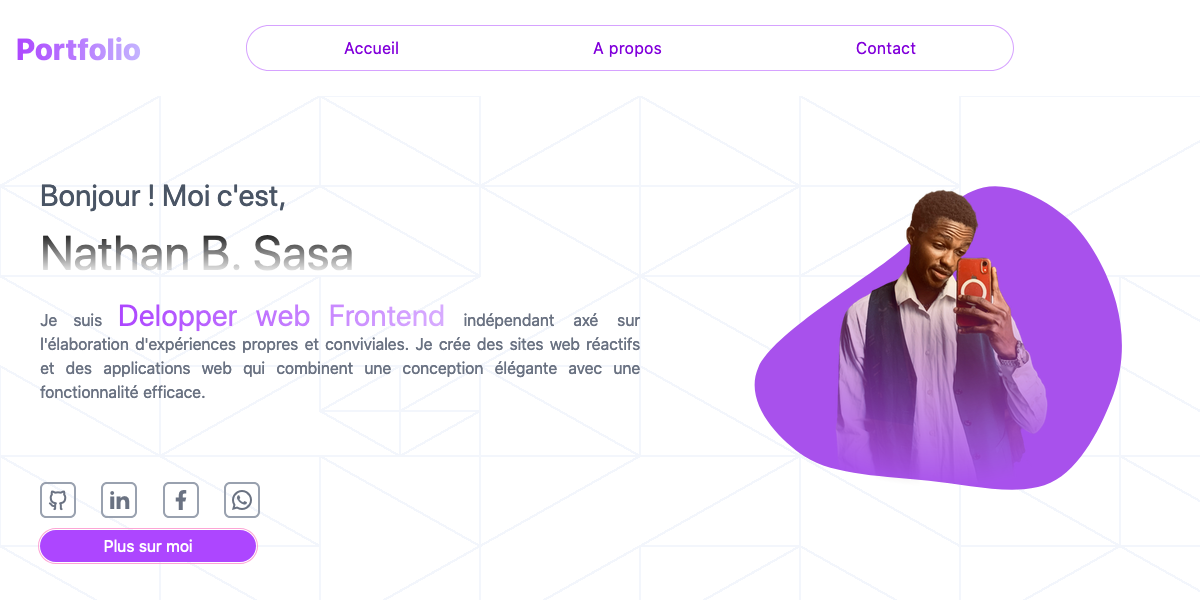 Portfolio
Accueil
A propos
Contact
Bonjour ! Moi c'est,
Nathan B. Sasa
Je suis Delopper web Frontend indépendant axé sur
l'élaboration d'expériences propres et conviviales. Je crée des sites web réactifs
et des applications web qui combinent une conception élégante avec une
fonctionnalité efficace.
in
Plus sur moi